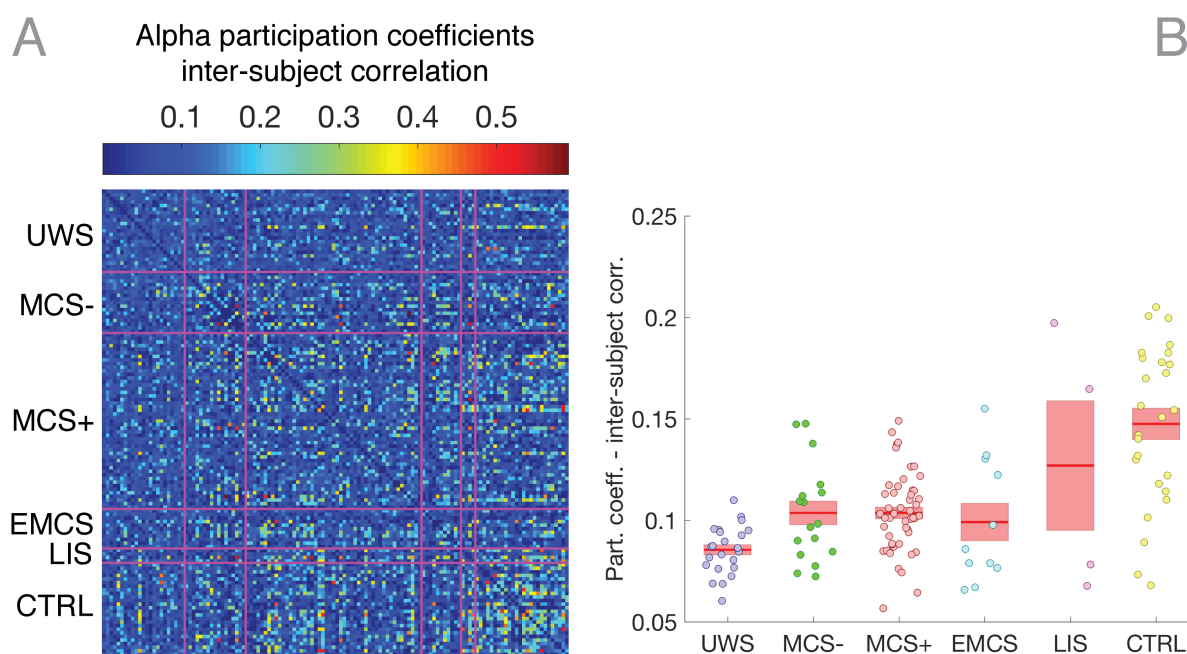 A
Alpha participation coefficients
inter-subject correlation
0.1 0.2 0.3 0.4 0.5
UWS
MCS-
MCS+
EMCS
LIS
CTRL
B
Part. coeff. - inter-subject corr.
0.25
0.2
0.15
0.1
0.05
UWS MCS- MCS+ EMCS LIS CTRL